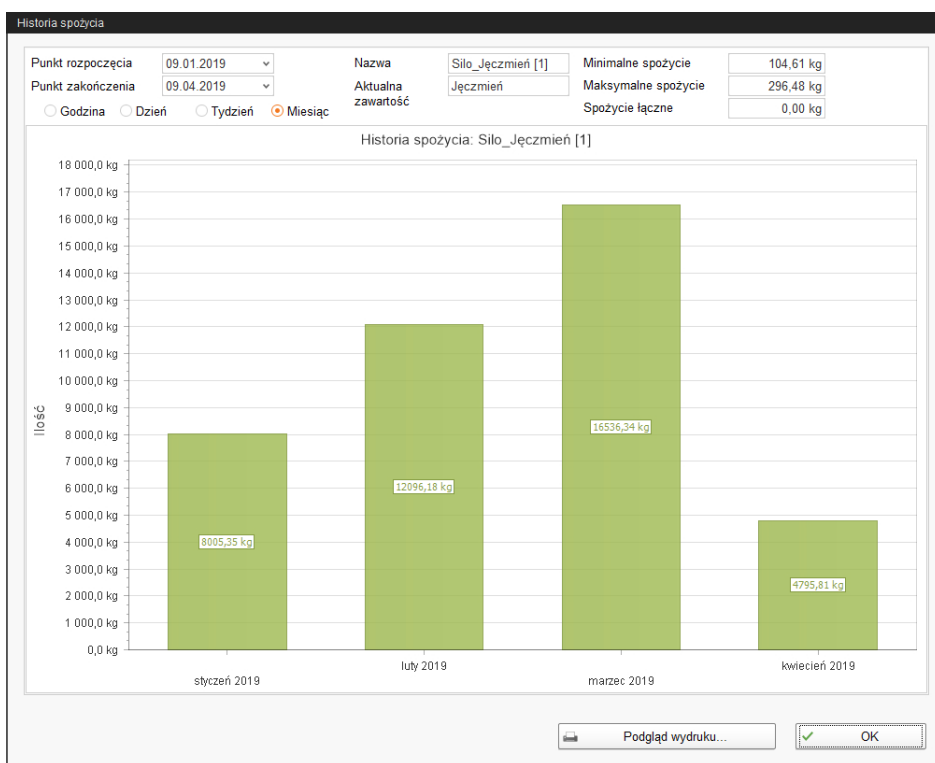 Historia spożycia
Punkt rozpoczęcia 09.01.2019 Nazwa Silo_Jęczmień [1] Minimalne spożycie 104,61 kg
Punkt zakończenia 09.04.2019 Aktualna zawartość Jęczmień Maksymalne spożycie 296,48 kg
Godzina Dzień Tydzień Miesiąc Spożycie łączne 0,00 kg
Historia spożycia: Silo_Jęczmień [1]
18 000,0 kg
17 000,0 kg
16 000,0 kg
15 000,0 kg
14 000,0 kg
13 000,0 kg
12 000,0 kg
11 000,0 kg
10 000,0 kg
9 000,0 kg
8 000,0 kg
7 000,0 kg
6 000,0 kg
5 000,0 kg
4 000,0 kg
3 000,0 kg
2 000,0 kg
1 000,0 kg
0,0 kg
Ilość
8005,35 kg
12096,18 kg
16536,34 kg
4795,81 kg
styczeń 2019
luty 2019
marzec 2019
kwiecień 2019
Podgląd wydruku...
OK